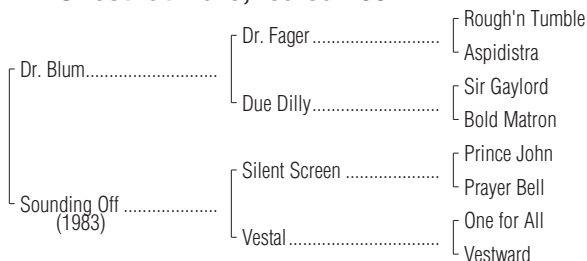 Rough'n Tumble
Dr. Fager
Aspidistra
Dr. Blum
Sir Gaylord
Due Dilly
Bold Matron
Prince John
Silent Screen
Prayer Bell
Sounding Off
(1983)
One for All
Vestal
Vestward